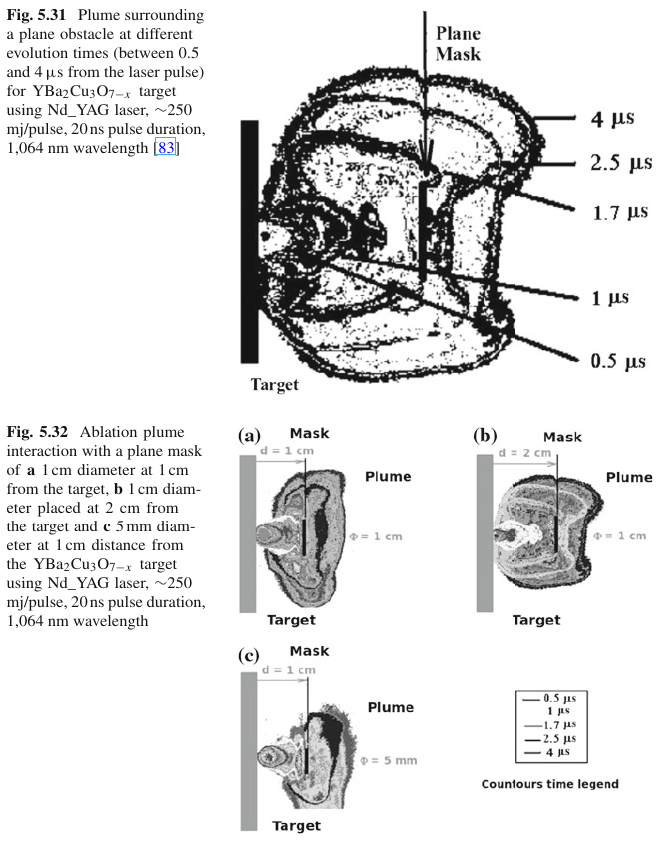 Fig. 5.31 Plume surrounding
a plane obstacle at different
evolution times (between 0.5
and 4 μs from the laser pulse)
for YBa₂Cu₃O₇₋ₓ target
using Nd_YAG laser, ∼250
mj/pulse, 20 ns pulse duration,
1,064 nm wavelength [83]
Plane
Mask
4 μs
2.5 μs
1.7 μs
1 μs
0.5 μs
Target
Fig. 5.32 Ablation plume
interaction with a plane mask
of a 1 cm diameter at 1 cm
from the target, b 1 cm diam-
eter placed at 2 cm from
the target and c 5 mm diam-
eter at 1 cm distance from
the YBa₂Cu₃O₇₋ₓ target
using Nd_YAG laser, ∼250
mj/pulse, 20 ns pulse duration,
1,064 nm wavelength
(a) Mask
d = 1 cm
Plume
Φ = 1 cm
Target
(b) Mask
d = 2 cm
Plume
Φ = 1 cm
Target
(c) Mask
d = 1 cm
Plume
Φ = 5 mm
Target
0.5 μs
1 μs
1.7 μs
2.5 μs
4 μs
Countours time legend